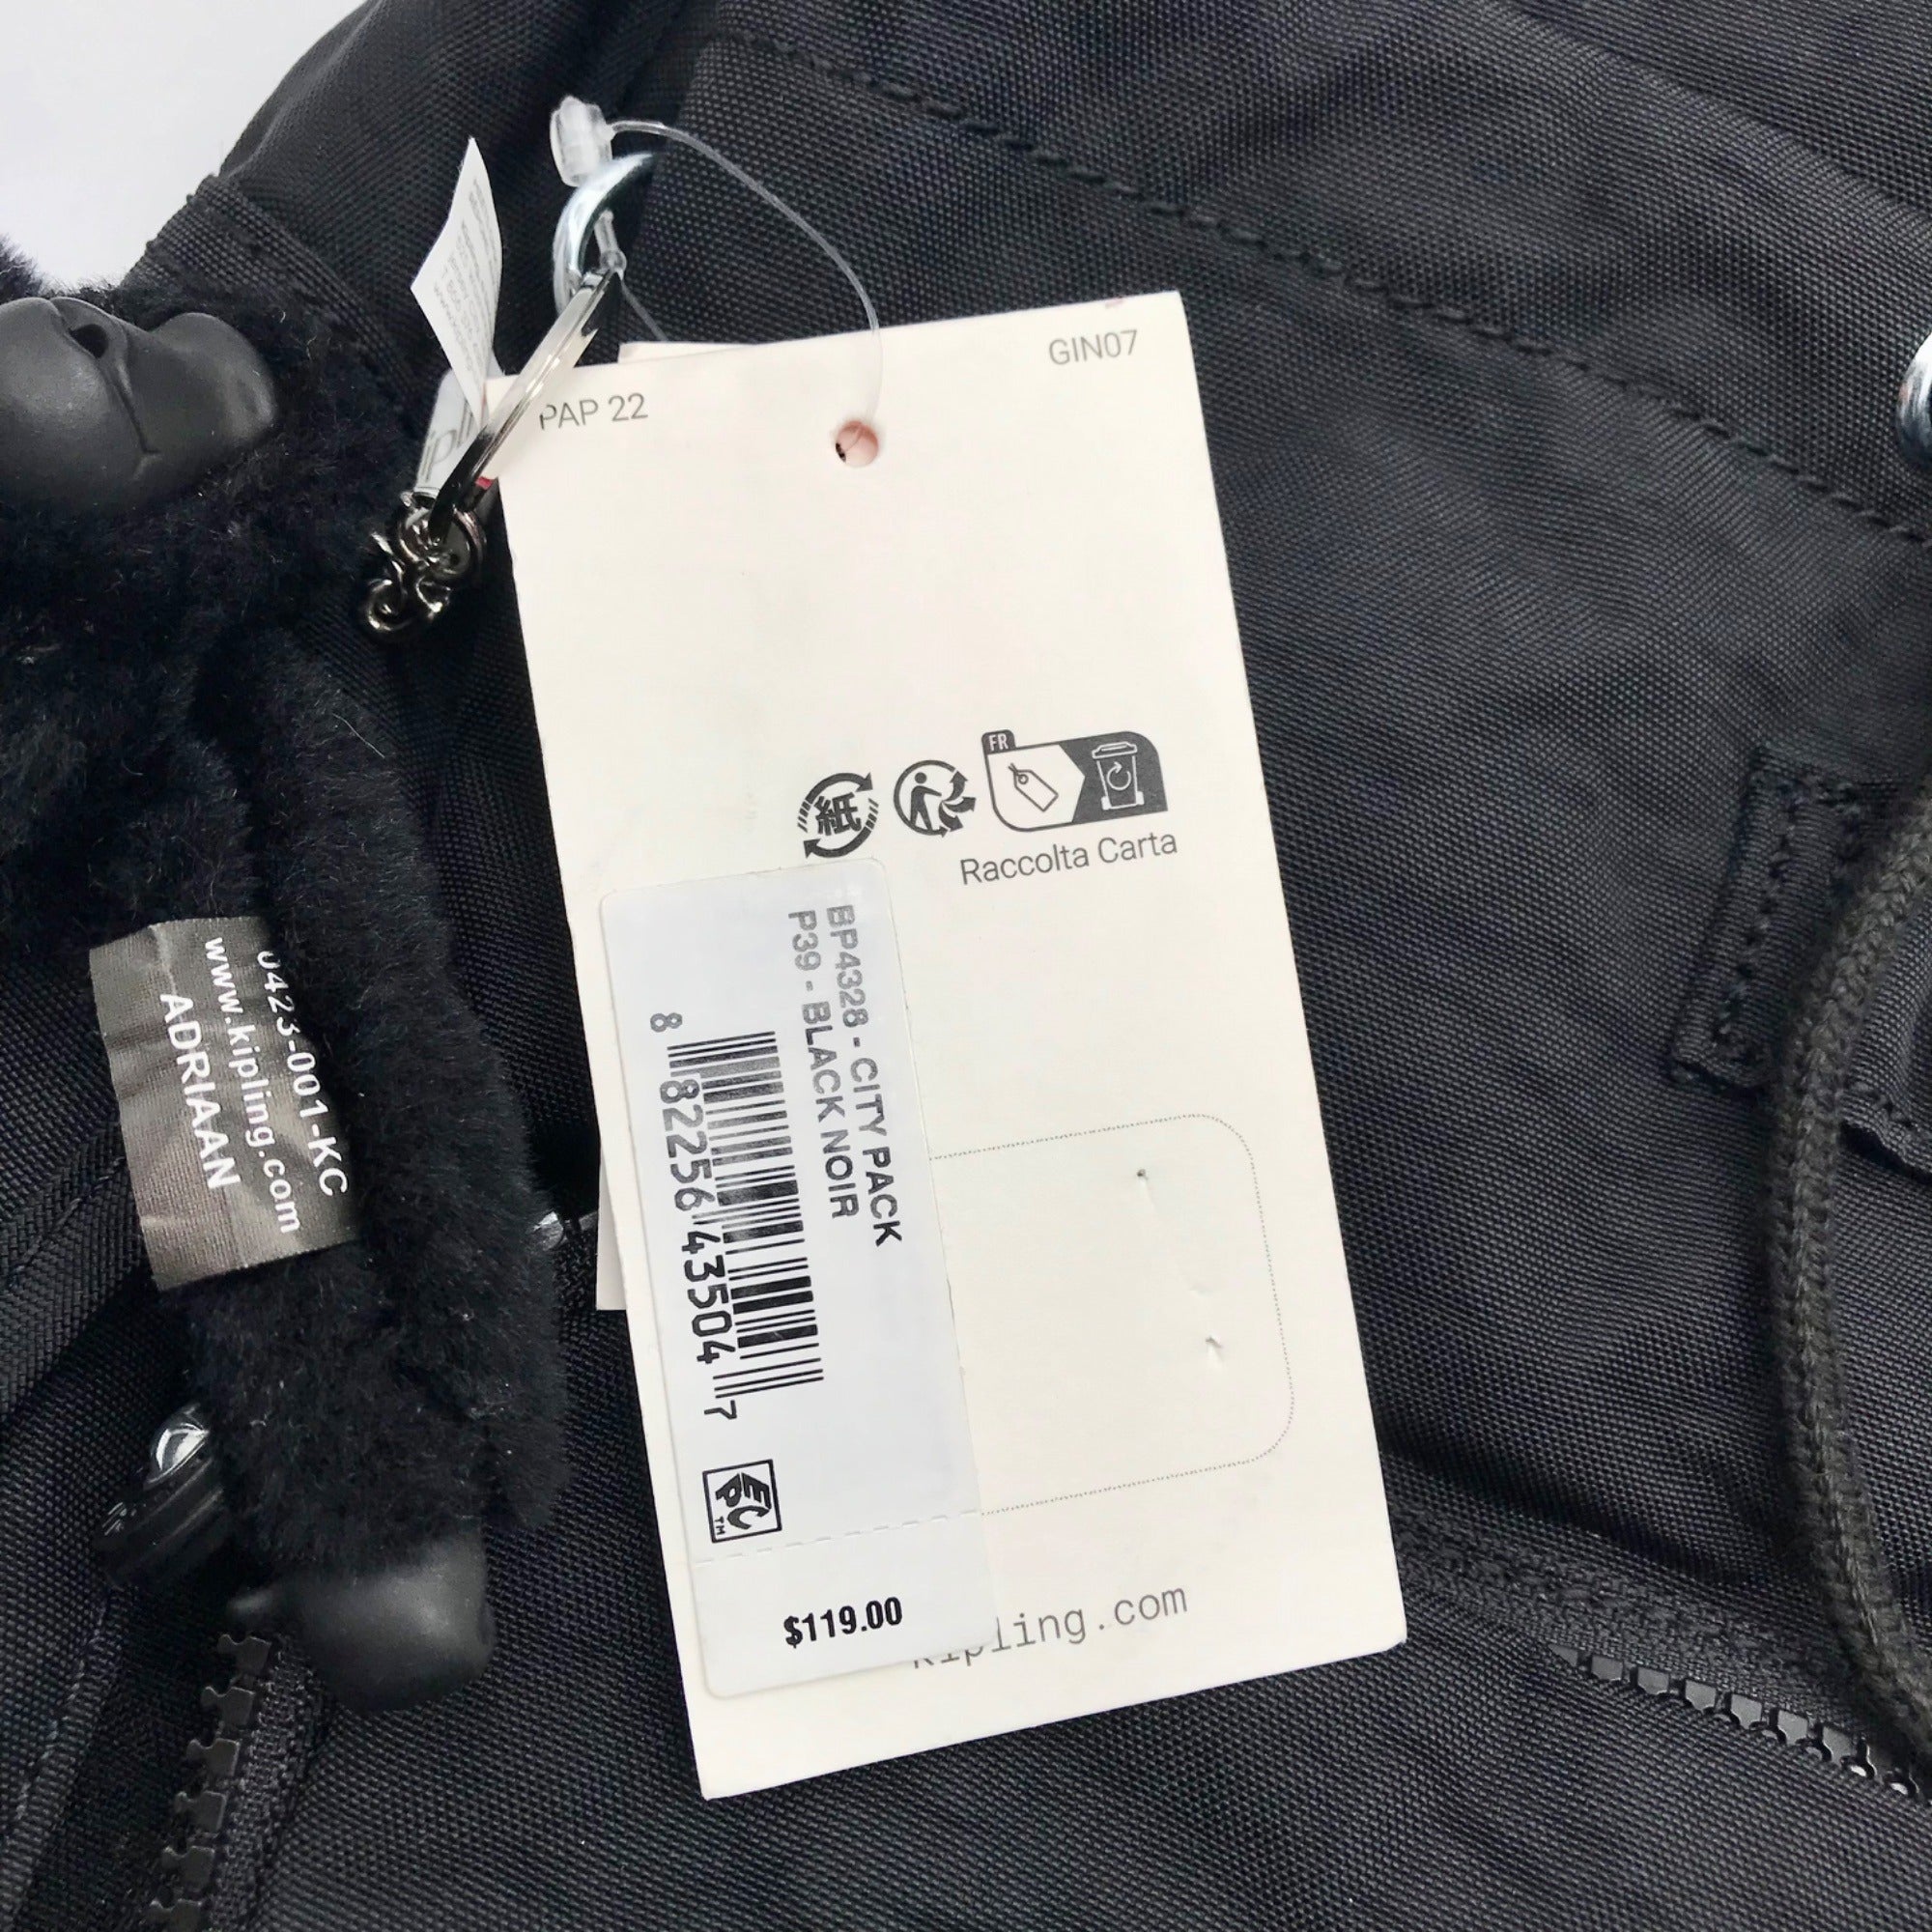 PAP 22
GIN07
紙
FR
Raccolta Carta
BP4328 - CITY PACK
P39 - BLACK NOIR
8 82256 43504 7
$119.00
kipling.com
0423-001-KC
www.kipling.com
ADRIAAN